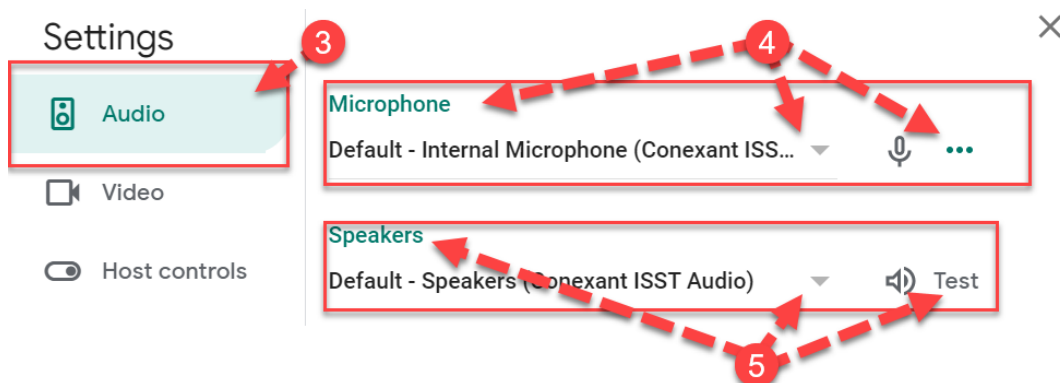 Settings
3
4
Audio
Microphone
Default - Internal Microphone (Conexant ISS...
Video
Speakers
Host controls
Default - Speakers (Conexant ISST Audio)
Test
5